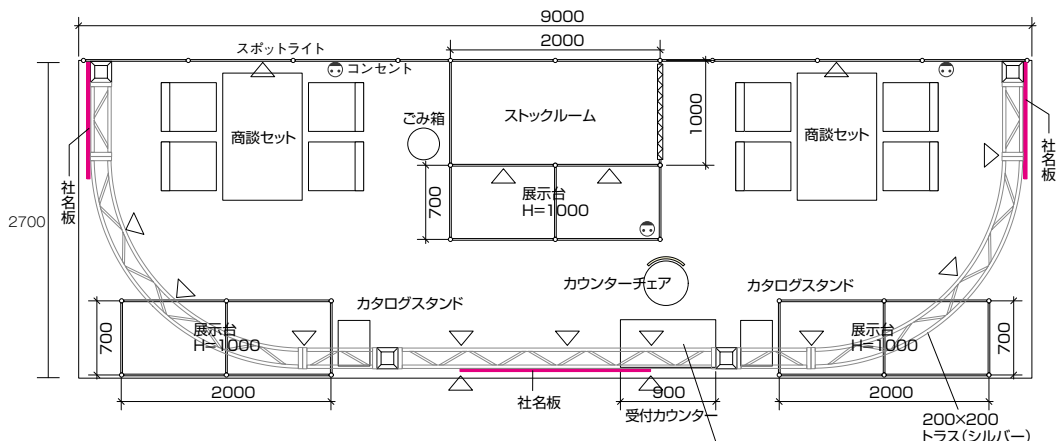 9000
スポットライト
2000
コンセント
ごみ箱
商談セット
ストックルーム
1000
商談セット
社名板
社名板
2700
700
展示台
H=1000
カウンターチェア
カタログスタンド
カタログスタンド
700
展示台
H=1000
展示台
H=1000
700
2000
社名板
900
受付カウンター
2000
200×200
トラス(シルバー)